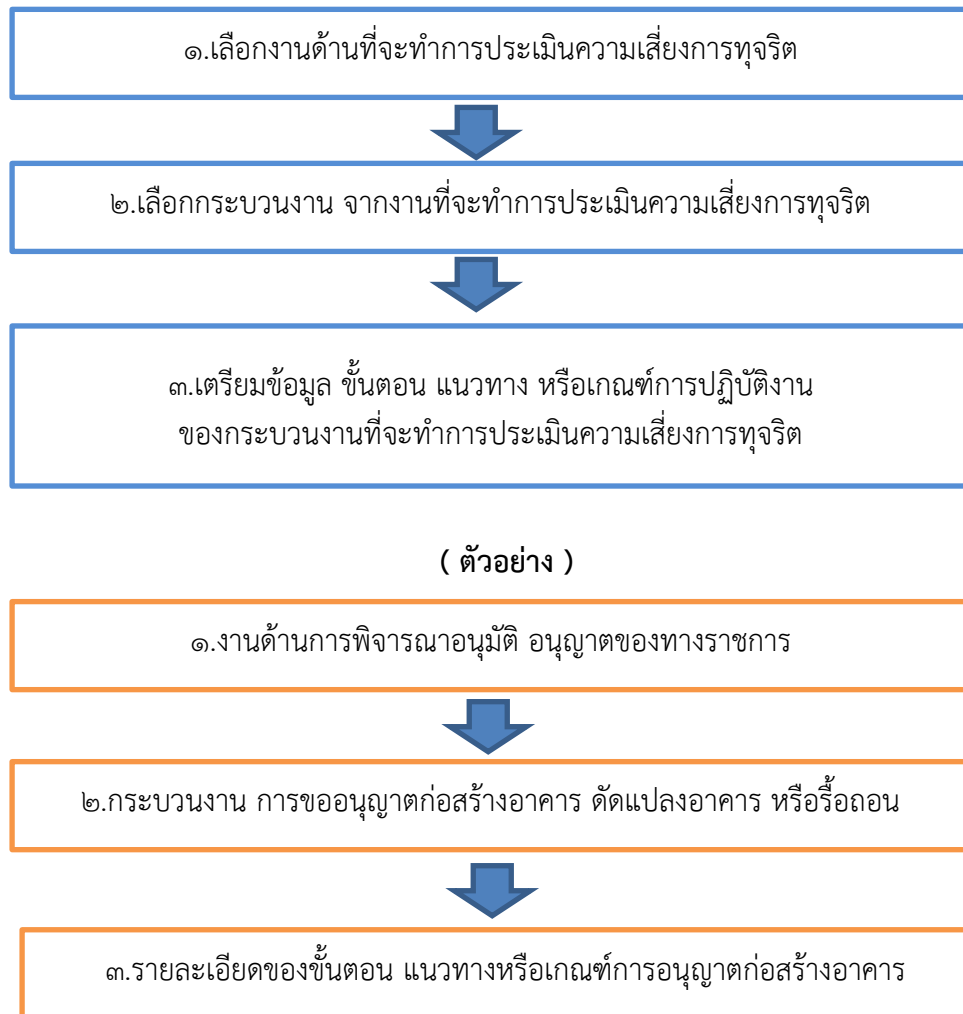 ๑.เลือกงานด้านที่จะทำการประเมินความเสี่ยงการทุจริต
๒.เลือกกระบวนงาน จากงานที่จะทำการประเมินความเสี่ยงการทุจริต
๓.เตรียมข้อมูล ขั้นตอน แนวทาง หรือเกณฑ์การปฏิบัติงาน
ของกระบวนงานที่จะทำการประเมินความเสี่ยงการทุจริต
( ตัวอย่าง )
๑.งานด้านการพิจารณาอนุมัติ อนุญาตของทางราชการ
๒.กระบวนงาน การขออนุญาตก่อสร้างอาคาร ดัดแปลงอาคาร หรือรื้อถอน
๓.รายละเอียดของขั้นตอน แนวทางหรือเกณฑ์การอนุญาตก่อสร้างอาคาร